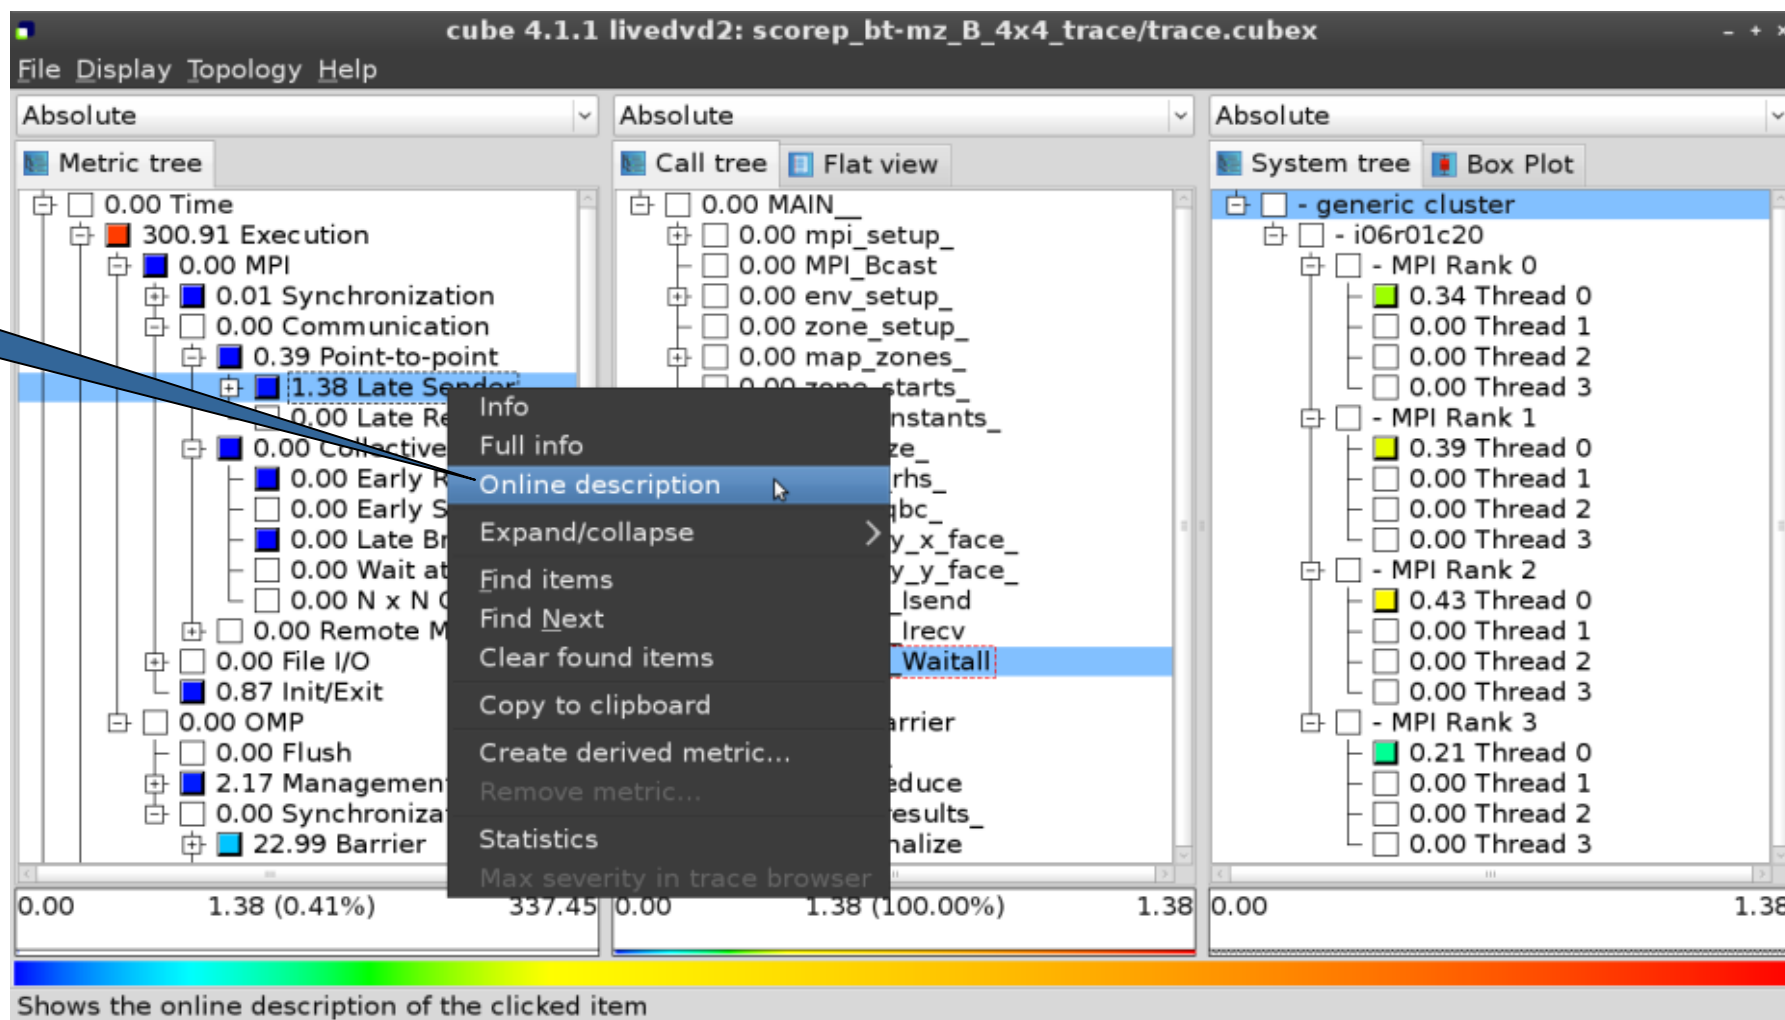 cube 4.1.1 livedvd2: scorep_bt-mz_B_4x4_trace/trace.cubex
File Display Topology Help
Absolute
Metric tree
0.00 Time
300.91 Execution
0.00 MPI
0.01 Synchronization
0.00 Communication
0.39 Point-to-point
1.38 Late Sender
0.00 Late Re
0.00 Collective
0.00 Early R
0.00 Early S
0.00 Late Br
0.00 Wait at
0.00 N x N
0.00 Remote M
0.00 File I/O
0.87 Init/Exit
0.00 OMP
0.00 Flush
2.17 Management
0.00 Synchroniza
22.99 Barrier
0.00 1.38 (0.41%) 337.45
Info
Full info
Online description
Expand/collapse
Find items
Find Next
Clear found items
Copy to clipboard
Create derived metric...
Remove metric...
Statistics
Max severity in trace browser
Absolute
Call tree Flat view
0.00 MAIN__
0.00 mpi_setup_
0.00 MPI_Bcast
0.00 env_setup_
0.00 zone_setup_
0.00 map_zones_
0.00 zone_starts_
nstants_
ze_
rhs_
qbc_
y_x_face_
y_y_face_
_Isend
_Irecv
_Waitall
arrier
educe
esults_
nalize
0.00 1.38 (100.00%) 1.38
Absolute
System tree Box Plot
- generic cluster
- i06r01c20
- MPI Rank 0
0.34 Thread 0
0.00 Thread 1
0.00 Thread 2
0.00 Thread 3
- MPI Rank 1
0.39 Thread 0
0.00 Thread 1
0.00 Thread 2
0.00 Thread 3
- MPI Rank 2
0.43 Thread 0
0.00 Thread 1
0.00 Thread 2
0.00 Thread 3
- MPI Rank 3
0.21 Thread 0
0.00 Thread 1
0.00 Thread 2
0.00 Thread 3
0.00 1.38
Shows the online description of the clicked item